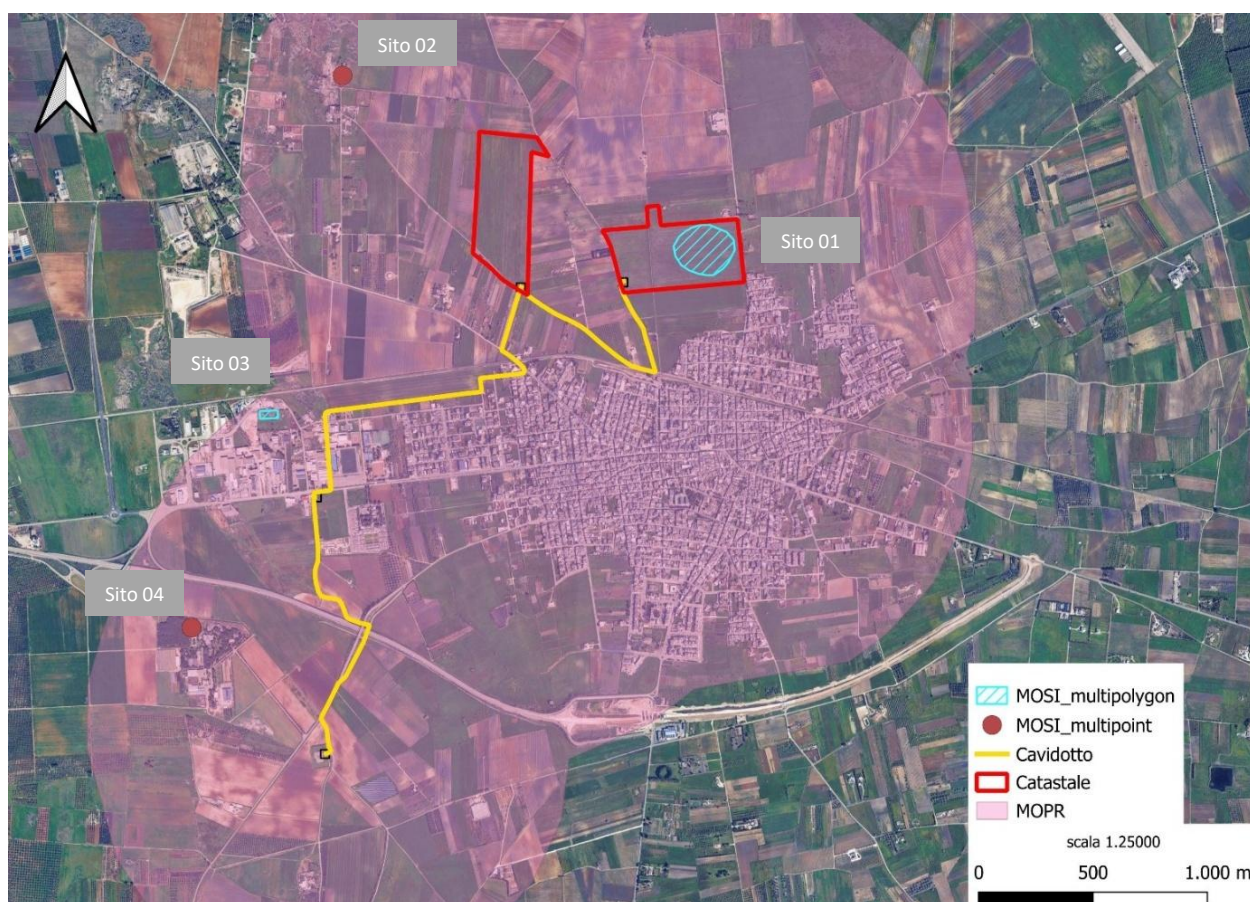 Sito 02
Sito 01
Sito 03
Sito 04
MOSI_multipolygon
MOSI_multipoint
Cavidotto
Catastale
MOPR
scala 1.25000
0 500 1.000 m